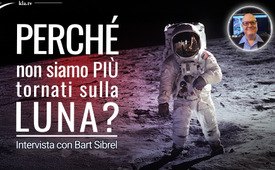 kla.tv
PERCHÉ
non siamo PIÙ
tornati sulla
LUNA?
Intervista con Bart Sibrel